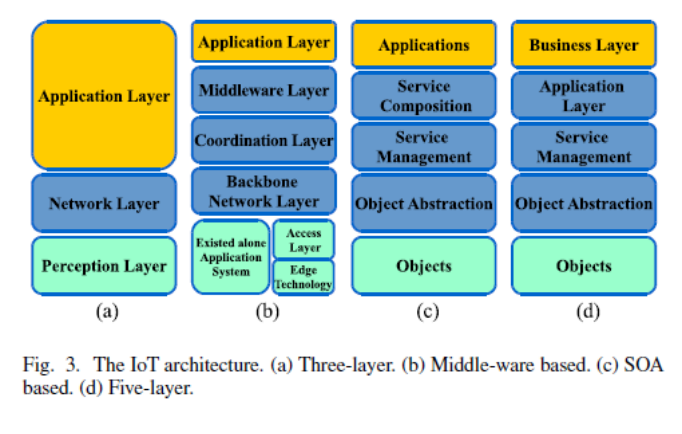 Application Layer
Network Layer
Perception Layer
(a)
Application Layer
Middleware Layer
Coordination Layer
Backbone
Network Layer
Existed alone
Application
System
Access
Layer
Edge
Technology
(b)
Applications
Service
Composition
Service
Management
Object Abstraction
Objects
(c)
Business Layer
Application
Layer
Service
Management
Object Abstraction
Objects
(d)
Fig. 3. The IoT architecture. (a) Three-layer. (b) Middle-ware based. (c) SOA
based. (d) Five-layer.